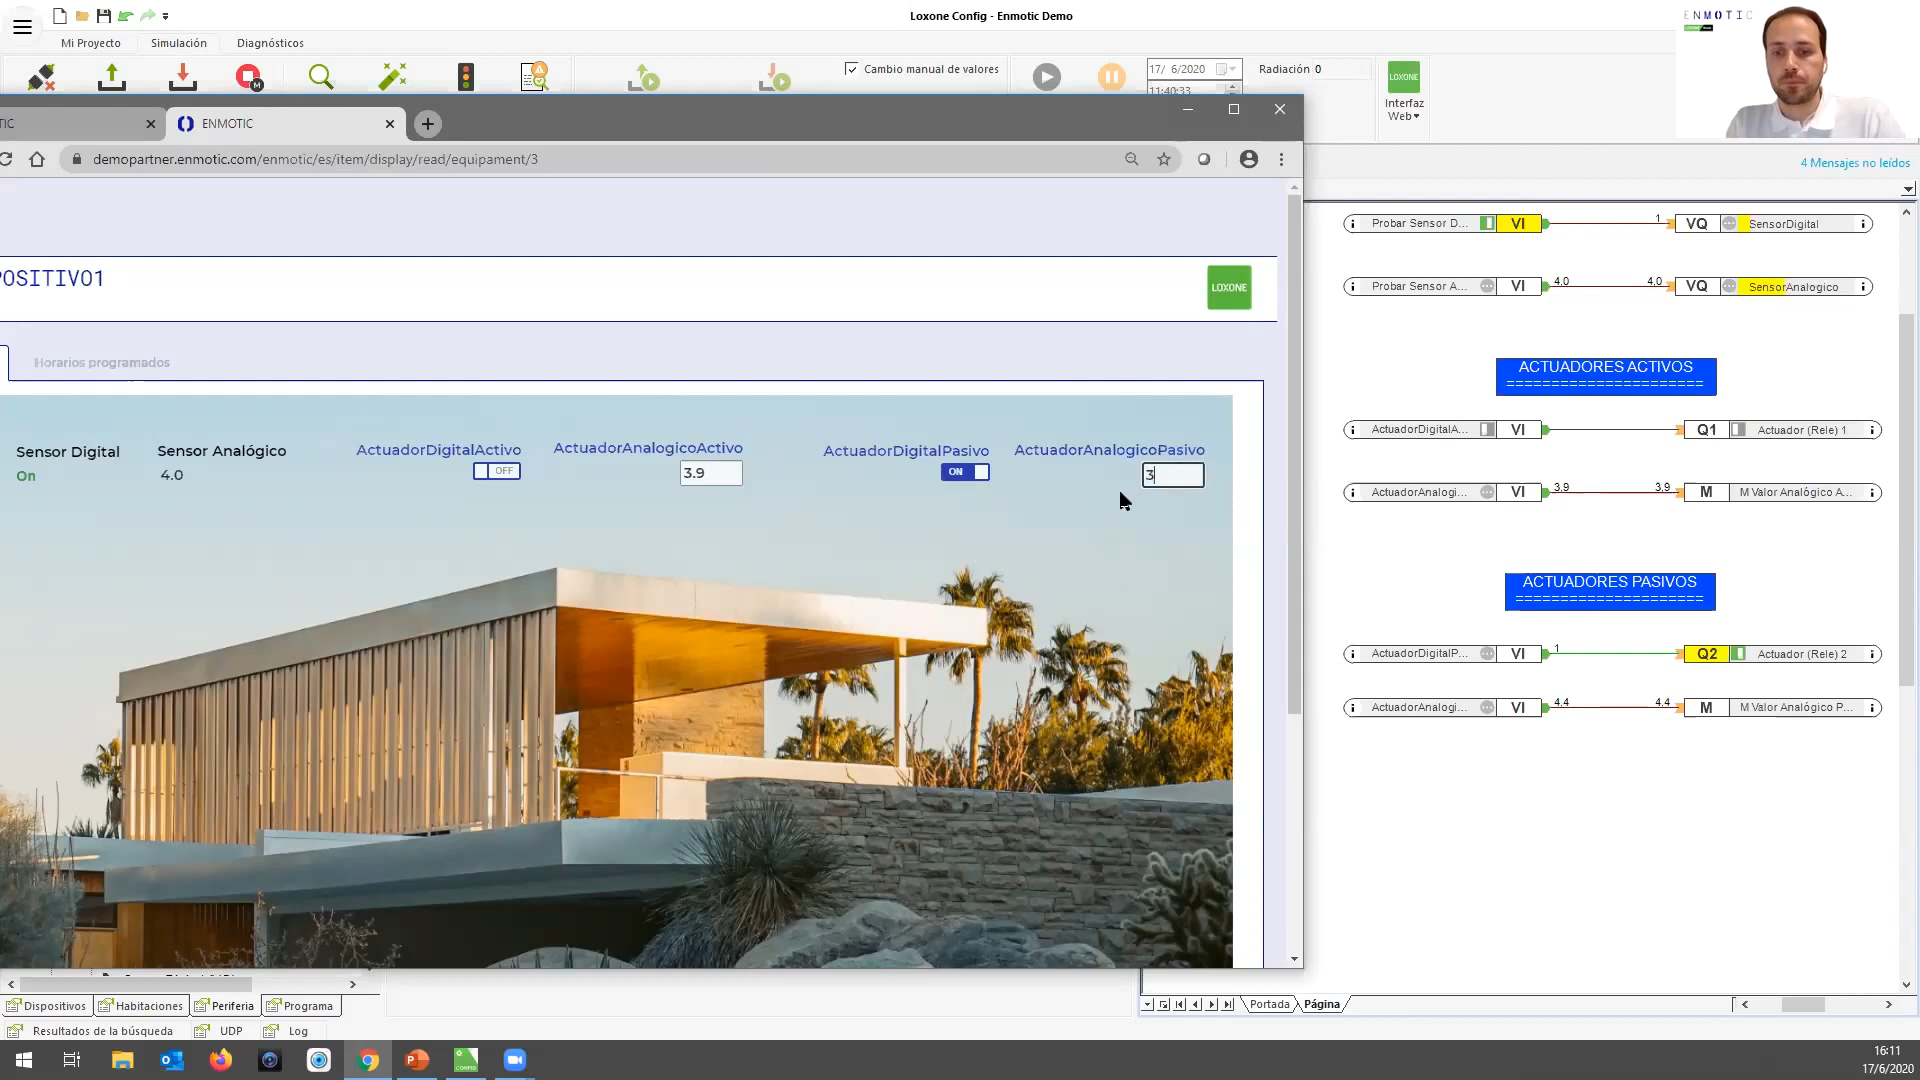 Loxone Config - Enmotic Demo
ENMOTIC
Mi Proyecto
Simulación
Diagnósticos
Cambio manual de valores
17/ 6/2020
Radiación 0
11:40:33
LOXONE
Interfaz
Web
4 Mensajes no leídos
TIC
ENMOTIC
demopartner.enmotic.com/enmotic/es/item/display/read/equipament/3
POSITIVO1
LOXONE
Horarios programados
Sensor Digital
On
Sensor Analógico
4.0
ActuadorDigitalActivo
OFF
ActuadorAnalogicoActivo
3.9
ActuadorDigitalPasivo
ON
ActuadorAnalogicoPasivo
3
Probar Sensor D... VI 1 VQ SensorDigital
Probar Sensor A... VI 4,0 4,0 VQ SensorAnalogico
ACTUADORES ACTIVOS
======================
ActuadorDigitalA... VI Q1 Actuador (Rele) 1
ActuadorAnalogi... VI 3,9 3,9 M M Valor Analógico A...
ACTUADORES PASIVOS
======================
ActuadorDigitalP... VI 1 Q2 Actuador (Rele) 2
ActuadorAnalogi... VI 4,4 4,4 M M Valor Analógico P...
Dispositivos
Habitaciones
Periferia
Programa
Portada
Página
Resultados de la búsqueda
UDP
Log
CONFIG
16:11
17/6/2020